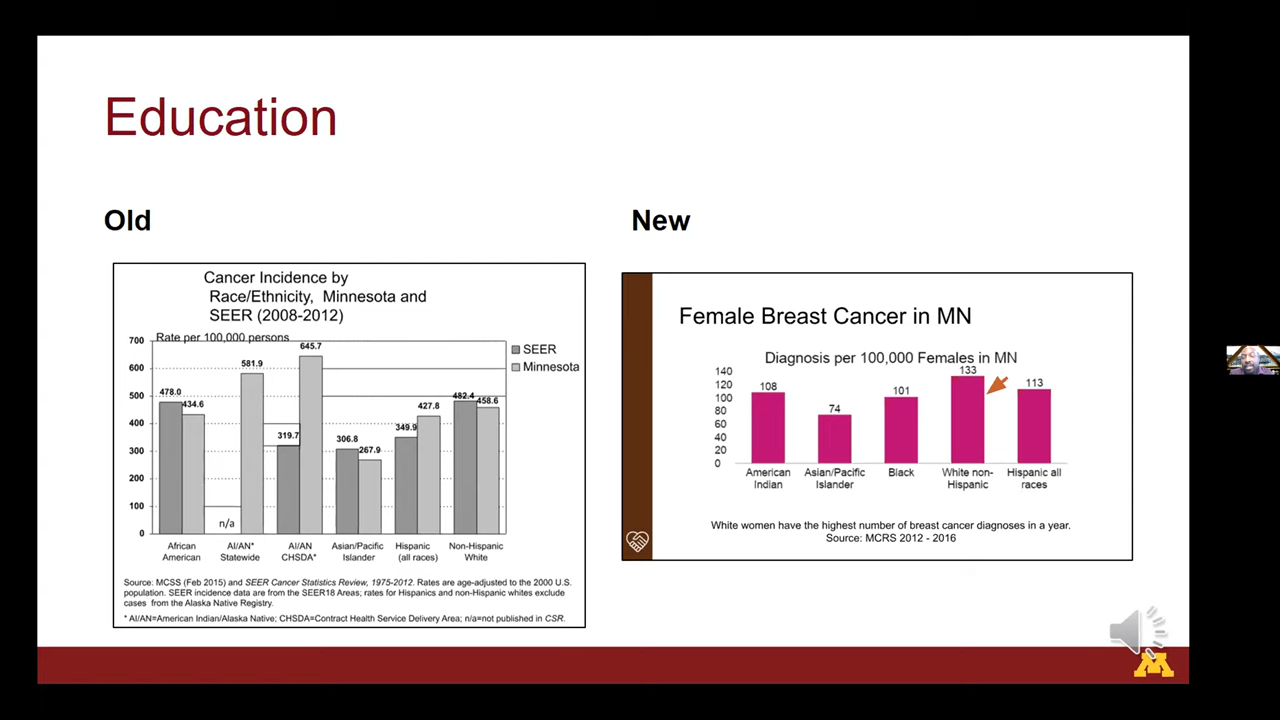 Education
Old
Cancer Incidence by
Race/Ethnicity, Minnesota and
SEER (2008-2012)
Rate per 100,000 persons
700
600
500
400
300
200
100
0
478.0
434.6
n/a
581.9
319.7
645.7
306.8
267.9
349.9
427.8
482.4
458.6
SEER
Minnesota
African
American
AI/AN*
Statewide
AI/AN
CHSDA*
Asian/Pacific
Islander
Hispanic
(all races)
Non-Hispanic
White
Source: MCSS (Feb 2015) and SEER Cancer Statistics Review, 1975-2012. Rates are age-adjusted to the 2000 U.S.
population. SEER incidence data are from the SEER18 Areas; rates for Hispanics and non-Hispanic whites exclude
cases from the Alaska Native Registry.
* AI/AN=American Indian/Alaska Native; CHSDA=Contract Health Service Delivery Area; n/a=not published in CSR.
New
Female Breast Cancer in MN
Diagnosis per 100,000 Females in MN
140
120
100
80
60
40
20
0
108
74
101
133
113
American
Indian
Asian/Pacific
Islander
Black
White non-
Hispanic
Hispanic all
races
White women have the highest number of breast cancer diagnoses in a year.
Source: MCRS 2012 - 2016
M